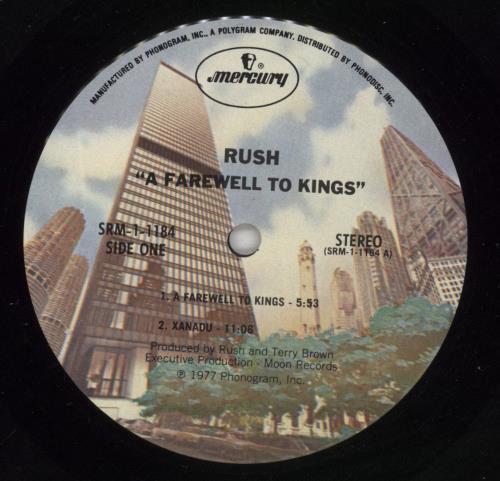 MANUFACTURED BY PHONOGRAM, INC., A POLYGRAM COMPANY. DISTRIBUTED BY PHONODISC, INC.
mercury ®
RUSH
"A FAREWELL TO KINGS"
SRM-1-1184
SIDE ONE
STEREO
(SRM-1-1184 A)
1. A FAREWELL TO KINGS - 5:53
2. XANADU - 11:06
Produced by Rush and Terry Brown
Executive Production - Moon Records
℗ 1977 Phonogram, Inc.